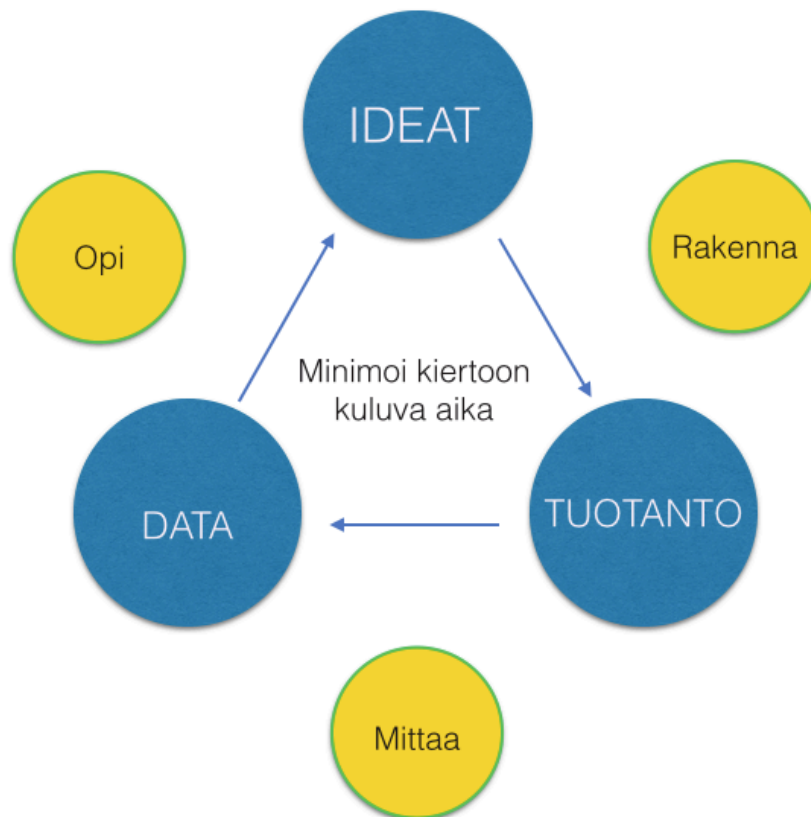 IDEAT
Opi
Rakenna
Minimoi kiertoon
kuluva aika
DATA
TUOTANTO
Mittaa